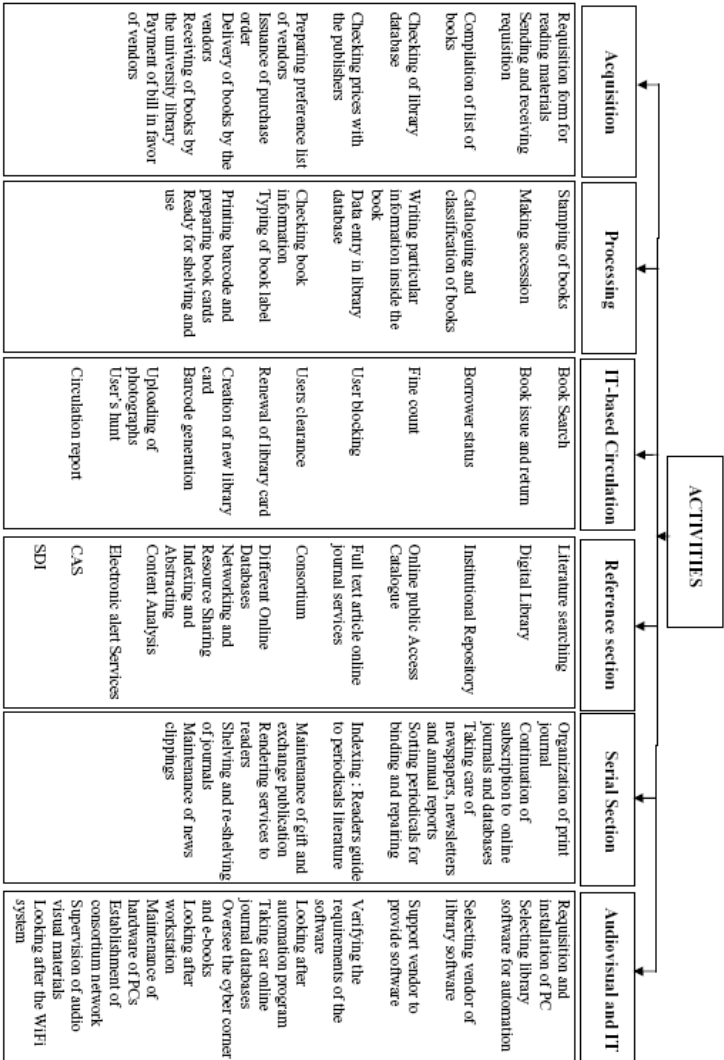 ACTIVITIES
Acquisition
Requisition form for
reading materials
Sending and receiving
requisition
Compilation of list of
books
Checking of library
database
Checking prices with
the publishers
Preparing preference list
of vendors
Issuance of purchase
order
Delivery of books by the
vendors
Receiving of books by
the university library
Payment of bill in favor
of vendors
Processing
Stamping of books
Making accession
Cataloguing and
classification of books
Writing particular
information inside the
book
Data entry in library
database
Checking book
information
Typing of book label
Printing barcode and
preparing book cards
Ready for shelving and
use
IT-based Circulation
Book Search
Book issue and return
Borrower status
Fine count
User blocking
Users clearance
Renewal of library card
Creation of new library
card
Barcode generation
Uploading of
photographs
User's hunt
Circulation report
Reference section
Literature searching
Digital Library
Institutional Repository
Online public Access
Catalogue
Full text article online
journal services
Consortium
Different Online
Databases
Networking and
Resource Sharing
Indexing and
Abstracting
Content Analysis
Electronic alert Services
CAS
SDI
Serial Section
Organization of print
journal
Continuation of
subscription to online
journals and databases
Taking care of
newspapers, newsletters
and annual reports
Sorting periodicals for
binding and repairing
Indexing : Readers guide
to periodicals literature
Maintenance of gift and
exchange publication
Rendering services to
readers
Shelving and re-shelving
of journals
Maintenance of news
clippings
Audiovisual and IT
Requisition and
installation of PC
Selecting library
software for automation
Selecting vendor of
library software
Support vendor to
provide software
Verifying the
requirements of the
software
Looking after
automation program
Taking car online
journal databases
Oversee the cyber corner
and e-books
Looking after
workstation
Maintenance of
hardware of PCs
Establishment of
consortium network
Supervision of audio
visual materials
Looking after the WiFi
system